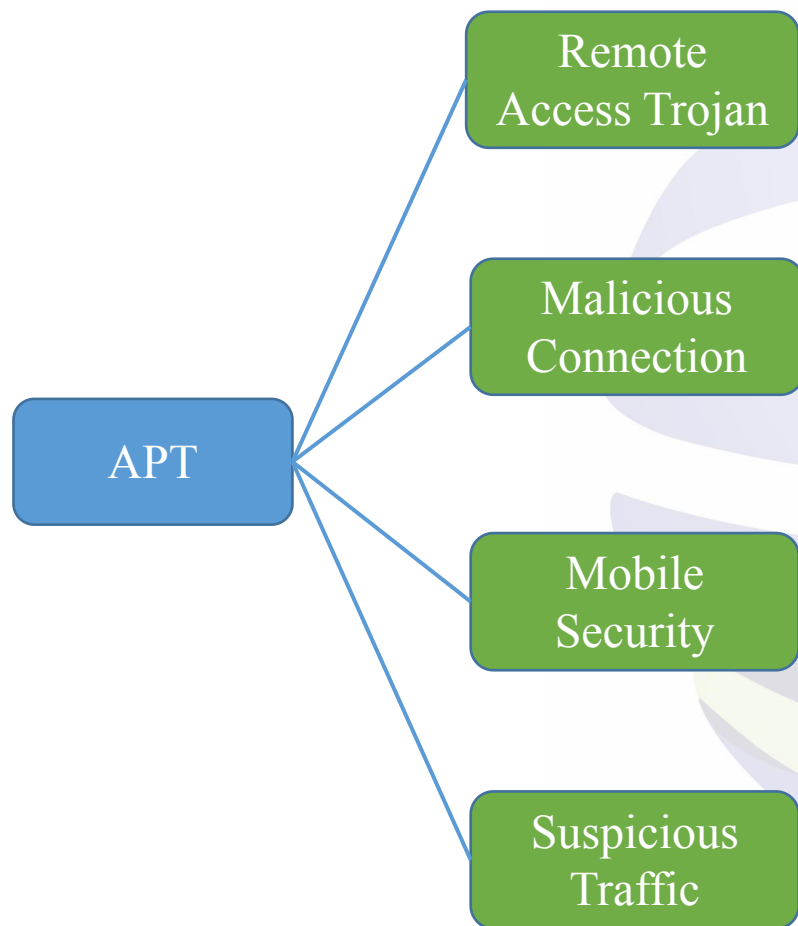 Remote
Access Trojan
Malicious
Connection
APT
Mobile
Security
Suspicious
Traffic